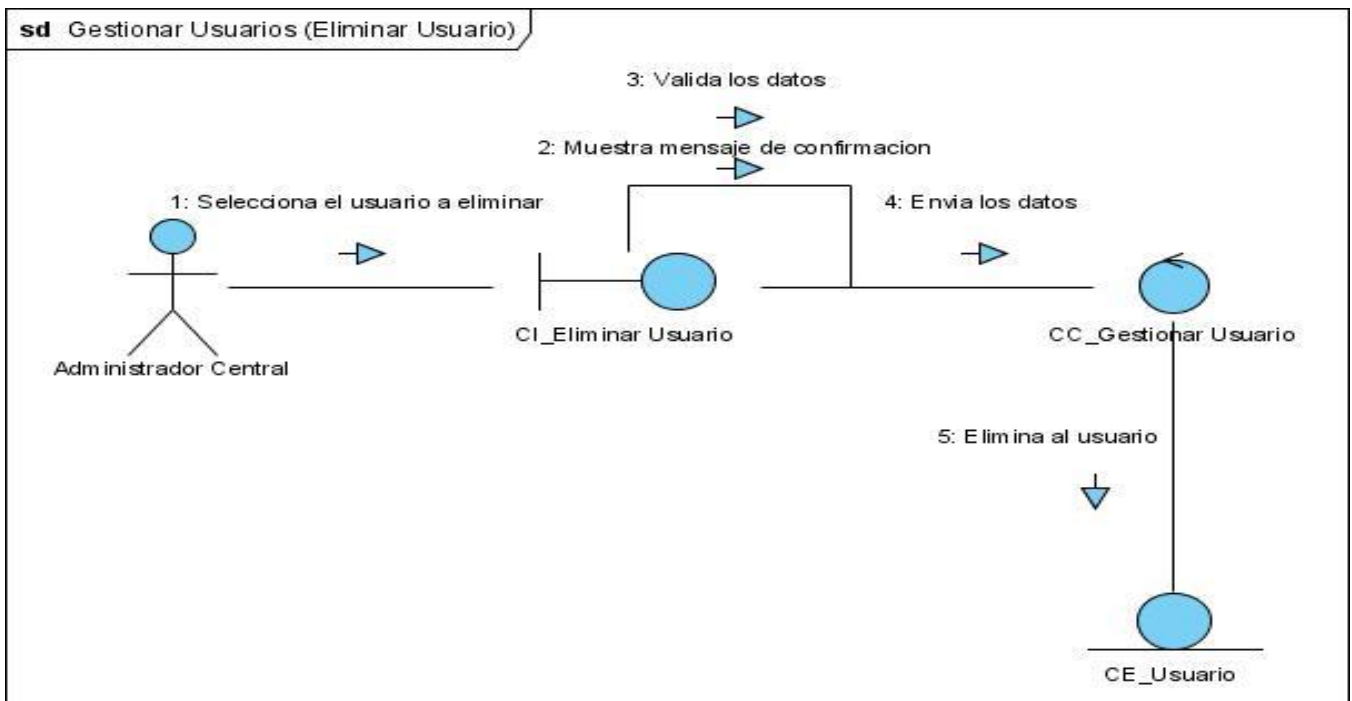 sd Gestionar Usuarios (Eliminar Usuario)
3: Valida los datos
2: Muestra mensaje de confirmacion
1: Selecciona el usuario a eliminar
4: Envia los datos
CI_Eliminar Usuario
CC_Gestionar Usuario
Administrador Central
5: Elimina al usuario
CE_Usuario